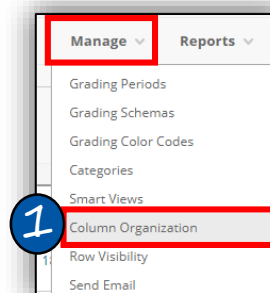 Manage Reports
Grading Periods
Grading Schemas
Grading Color Codes
Categories
Smart Views
1 Column Organization
Row Visibility
Send Email